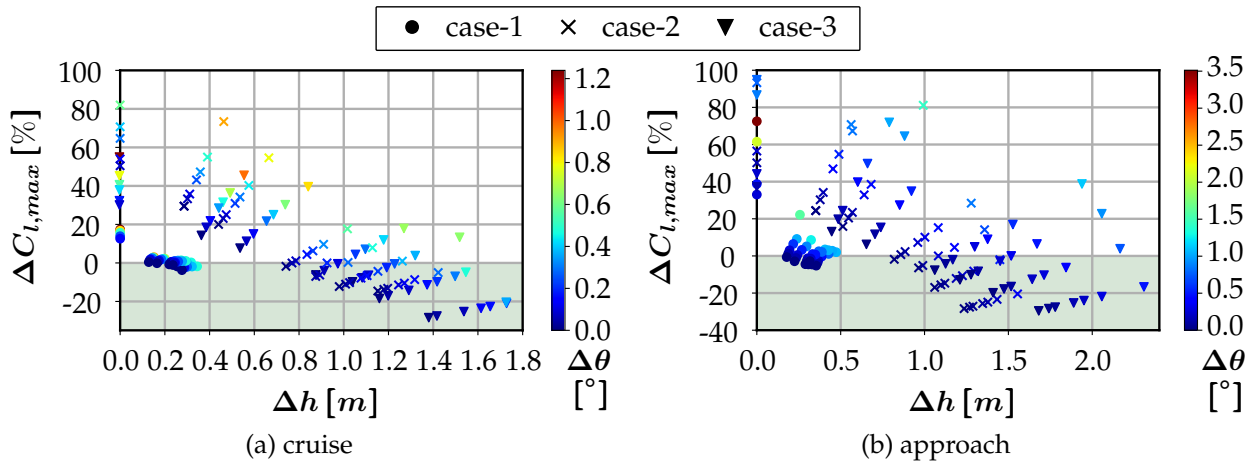 case-1 case-2 case-3
100
80
60
40
20
0
-20
ΔC_{l,max} [%]
0.0 0.2 0.4 0.6 0.8 1.0 1.2 1.4 1.6 1.8
Δh [m]
1.2
1.0
0.8
0.6
0.4
0.2
0.0
Δθ
[°]
(a) cruise
100
80
60
40
20
0
-20
-40
ΔC_{l,max} [%]
0.0 0.5 1.0 1.5 2.0
Δh [m]
3.5
3.0
2.5
2.0
1.5
1.0
0.5
0.0
Δθ
[°]
(b) approach